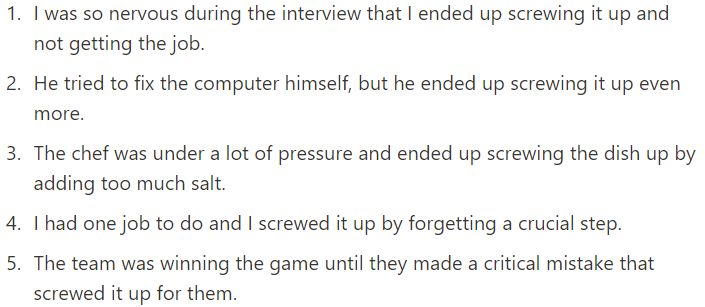 1. I was so nervous during the interview that I ended up screwing it up and
not getting the job.
2. He tried to fix the computer himself, but he ended up screwing it up even
more.
3. The chef was under a lot of pressure and ended up screwing the dish up by
adding too much salt.
4. I had one job to do and I screwed it up by forgetting a crucial step.
5. The team was winning the game until they made a critical mistake that
screwed it up for them.